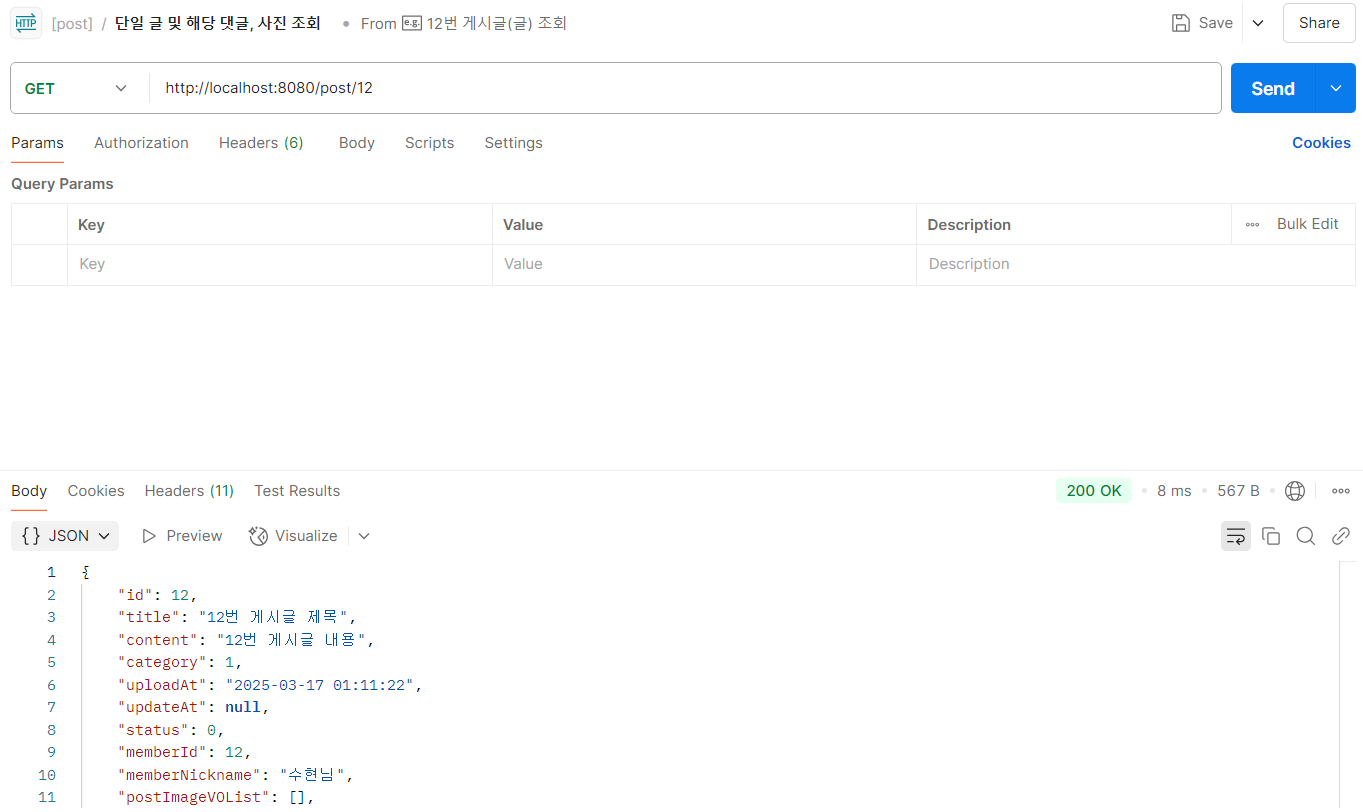 HTTP [post] / 단일 글 및 해당 댓글, 사진 조회 • From e.g. 12번 게시글(글) 조회 Save Share
GET http://localhost:8080/post/12 Send
Params Authorization Headers (6) Body Scripts Settings Cookies
Query Params
Key Value Description Bulk Edit
Key Value Description
Body Cookies Headers (11) Test Results 200 OK • 8 ms • 567 B •
{} JSON Preview Visualize
1 {
2 "id": 12,
3 "title": "12번 게시글 제목",
4 "content": "12번 게시글 내용",
5 "category": 1,
6 "uploadAt": "2025-03-17 01:11:22",
7 "updateAt": null,
8 "status": 0,
9 "memberId": 12,
10 "memberNickname": "수현님",
11 "postImageVOList": [],